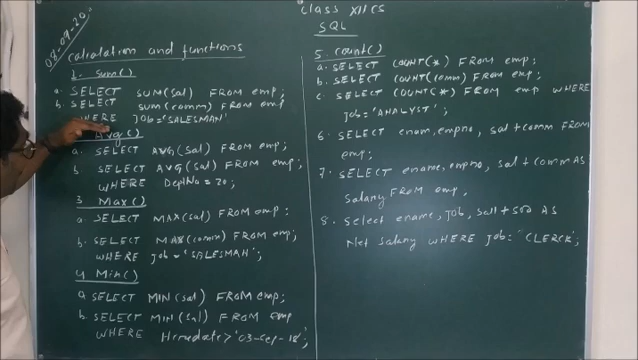 08-09-20
Class XII CS
SQL
Calculation and functions
1. Sum()
a. SELECT SUM(Sal) FROM emp;
b. SELECT sum(comm) FROM emp
WHERE Job='SALESMAN'
Avg()
a. SELECT AVG(Sal) FROM emp;
b. SELECT AVG(Sal) FROM emp
WHERE DeptNo=20;
3. Max()
a. SELECT MAX(sal) FROM emp;
b. SELECT MAX(comm) FROM emp
WHERE Job='SALESMAN';
4. Min()
a. SELECT MIN(sal) FROM emp;
b. SELECT MIN(sal) FROM emp
WHERE Hiredate>'03-Sep-18';
5. count()
a. SELECT COUNT(*) FROM emp;
b. SELECT COUNT(comm) FROM emp;
c. SELECT COUNT(*) FROM emp WHERE
Job='ANALYST';
6. SELECT enam, empno, sal+comm FROM
emp;
7. SELECT ename, empno, sal+comm AS
Salary FROM emp,
8. Select ename, job, sal+500 AS
Net Salary WHERE job='CLERCK';